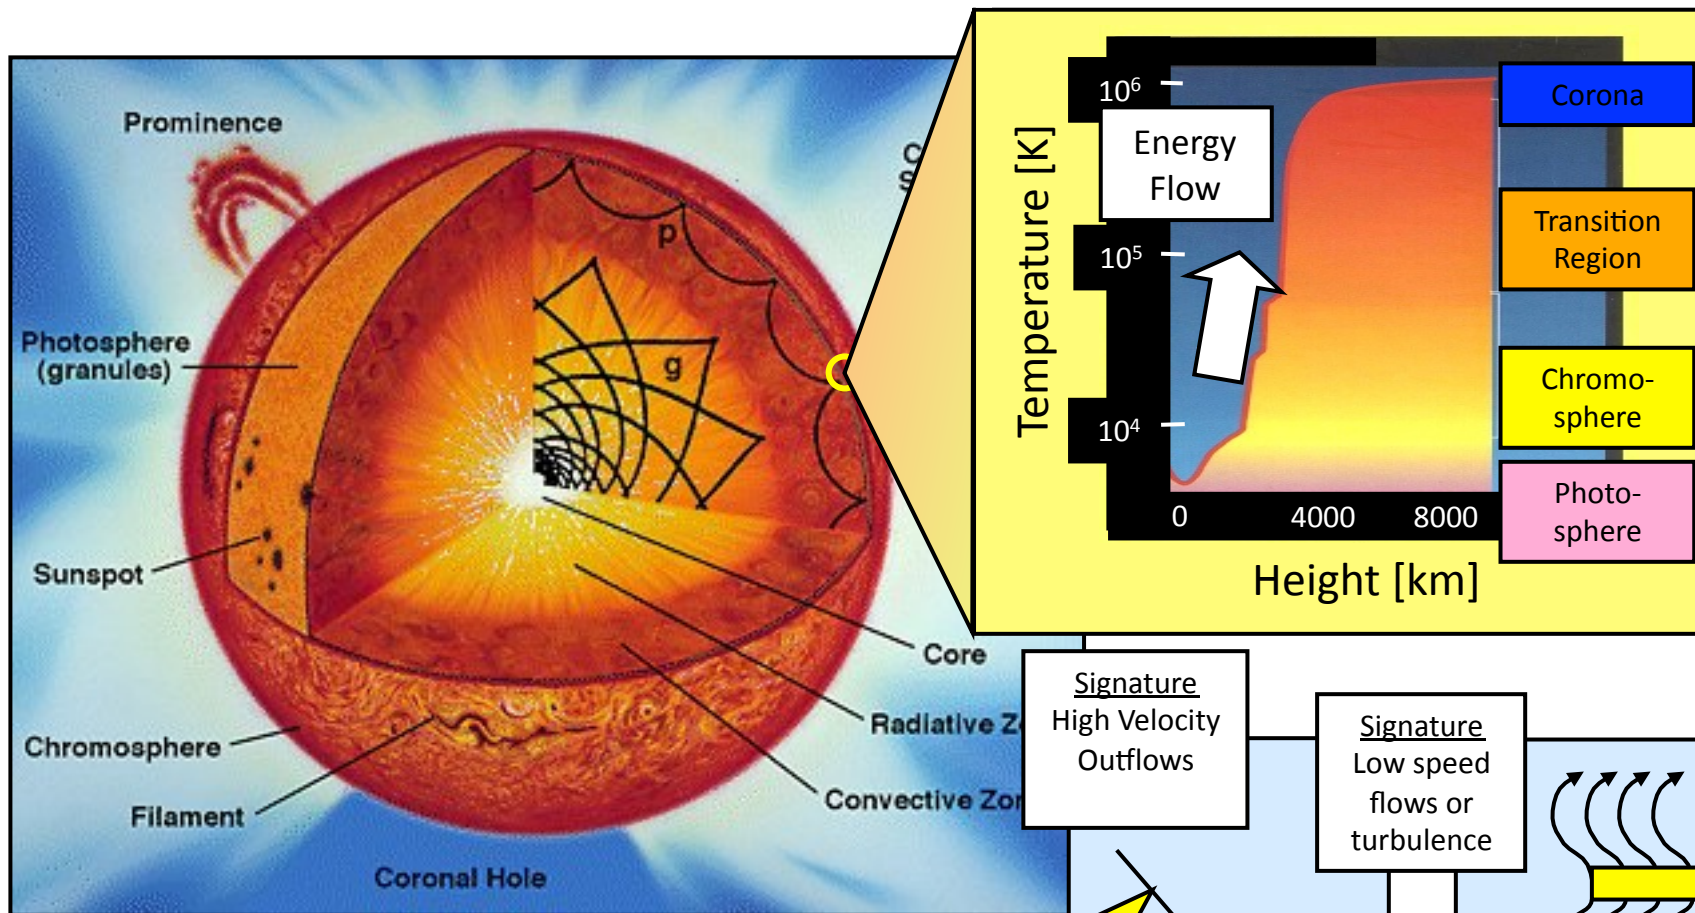 Prominence
C
S
p
g
Photosphere
(granules)
Sunspot
Chromosphere
Filament
Coronal Hole
Core
Radiative Z
Convective Zon
Temperature [K]
10⁶
10⁵
10⁴
Energy
Flow
0 4000 8000
Height [km]
Corona
Transition
Region
Chromo-
sphere
Photo-
sphere
Signature
High Velocity
Outflows
Signature
Low speed
flows or
turbulence